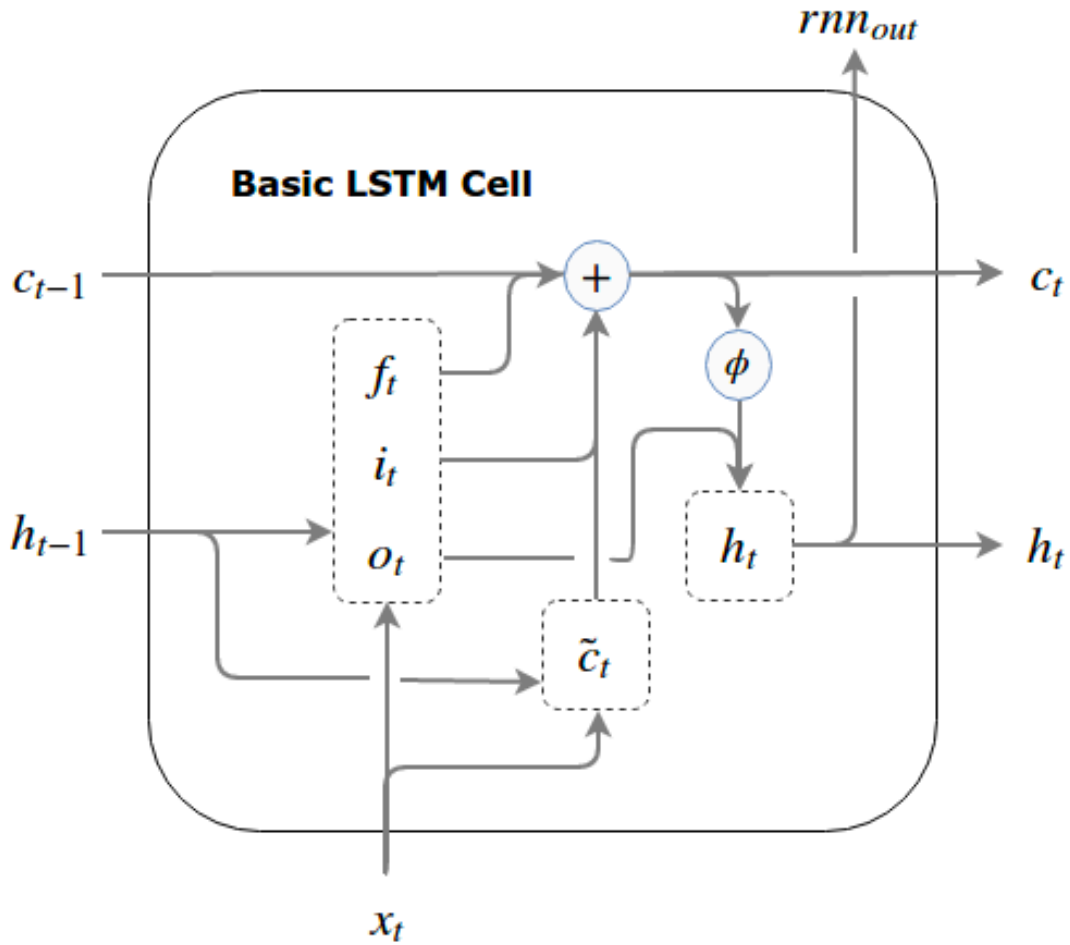 rnn_out
Basic LSTM Cell
c_{t−1}
+
c_t
f_t
ϕ
i_t
h_{t−1}
o_t
h_t
h_t
c̃_t
x_t